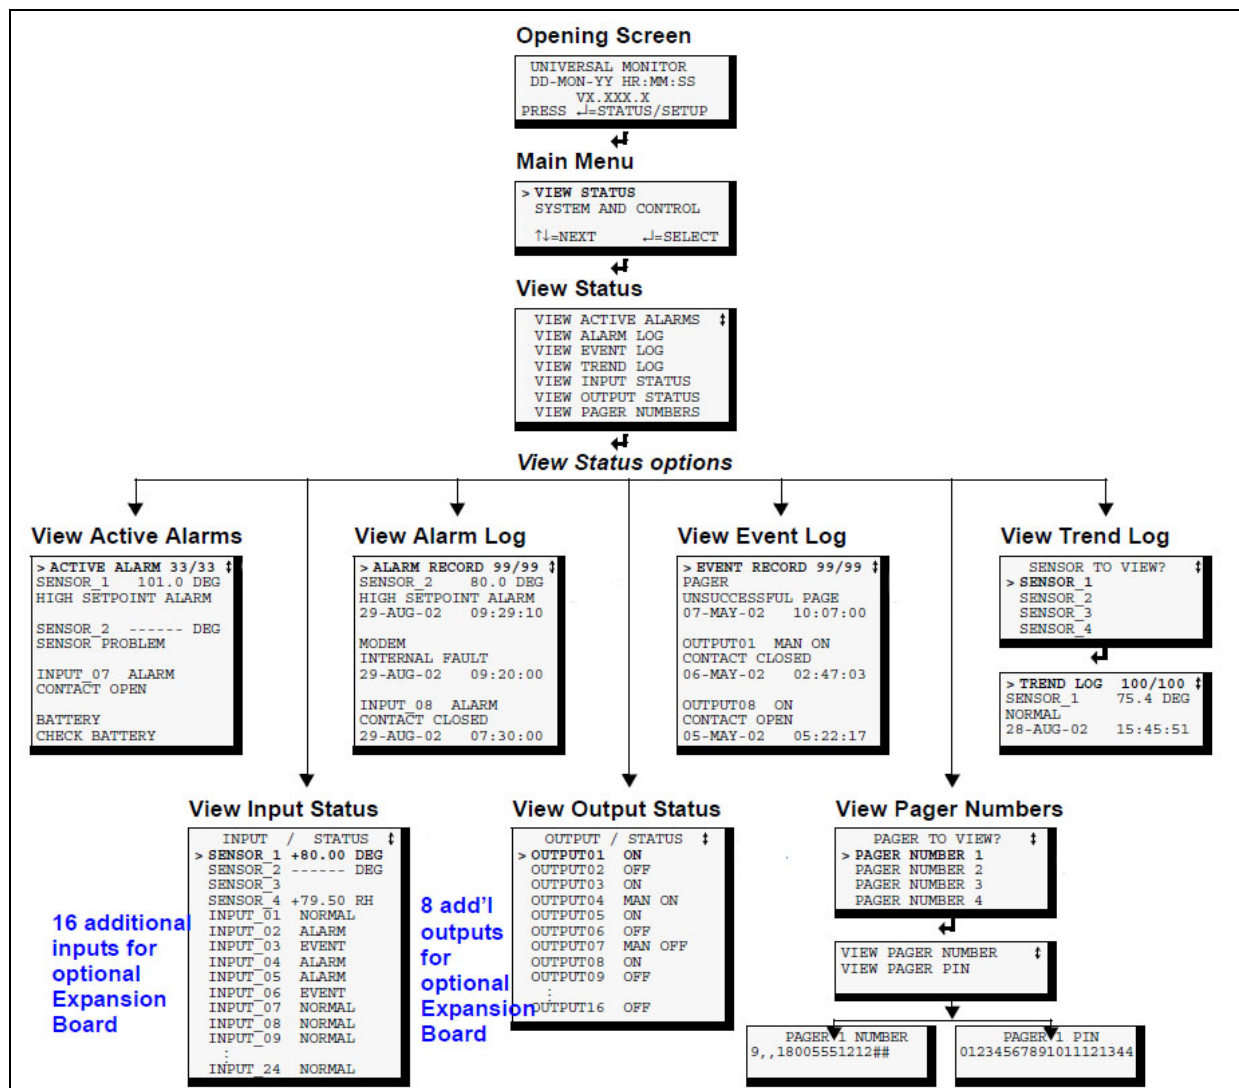 Opening Screen
UNIVERSAL MONITOR
DD-MON-YY HR:MM:SS
VX.XXX.X
PRESS ↵=STATUS/SETUP
Main Menu
> VIEW STATUS
SYSTEM AND CONTROL
↑↓=NEXT ↵=SELECT
View Status
VIEW ACTIVE ALARMS ↕
VIEW ALARM LOG
VIEW EVENT LOG
VIEW TREND LOG
VIEW INPUT STATUS
VIEW OUTPUT STATUS
VIEW PAGER NUMBERS
View Status options
View Active Alarms
> ACTIVE ALARM 33/33 ↕
SENSOR_1 101.0 DEG
HIGH SETPOINT ALARM
SENSOR_2 ------ DEG
SENSOR PROBLEM
INPUT_07 ALARM
CONTACT OPEN
BATTERY
CHECK BATTERY
View Alarm Log
> ALARM RECORD 99/99 ↕
SENSOR_2 80.0 DEG
HIGH SETPOINT ALARM
29-AUG-02 09:29:10
MODEM
INTERNAL FAULT
29-AUG-02 09:20:00
INPUT_08 ALARM
CONTACT CLOSED
29-AUG-02 07:30:00
View Event Log
> EVENT RECORD 99/99 ↕
PAGER
UNSUCCESSFUL PAGE
07-MAY-02 10:07:00
OUTPUT01 MAN ON
CONTACT CLOSED
06-MAY-02 02:47:03
OUTPUT08 ON
CONTACT OPEN
05-MAY-02 05:22:17
View Trend Log
SENSOR TO VIEW? ↕
> SENSOR_1
SENSOR_2
SENSOR_3
SENSOR_4
> TREND LOG 100/100 ↕
SENSOR_1 75.4 DEG
NORMAL
28-AUG-02 15:45:51
View Input Status
INPUT / STATUS ↕
> SENSOR_1 +80.00 DEG
SENSOR_2 ------ DEG
SENSOR_3
SENSOR_4 +79.50 RH
INPUT_01 NORMAL
INPUT_02 ALARM
INPUT_03 EVENT
INPUT_04 ALARM
INPUT_05 ALARM
INPUT_06 EVENT
INPUT_07 NORMAL
INPUT_08 NORMAL
INPUT_09 NORMAL
⋮
INPUT_24 NORMAL
16 additional
inputs for
optional
Expansion
Board
View Output Status
OUTPUT / STATUS ↕
> OUTPUT01 ON
OUTPUT02 OFF
OUTPUT03 ON
OUTPUT04 MAN ON
OUTPUT05 ON
OUTPUT06 OFF
OUTPUT07 MAN OFF
OUTPUT08 ON
OUTPUT09 OFF
⋮
OUTPUT16 OFF
8 add'l
outputs
for
optional
Expansion
Board
View Pager Numbers
PAGER TO VIEW? ↕
> PAGER NUMBER 1
PAGER NUMBER 2
PAGER NUMBER 3
PAGER NUMBER 4
VIEW PAGER NUMBER ↕
VIEW PAGER PIN
PAGER 1 NUMBER
9,,18005551212##
PAGER 1 PIN
01234567891011121344